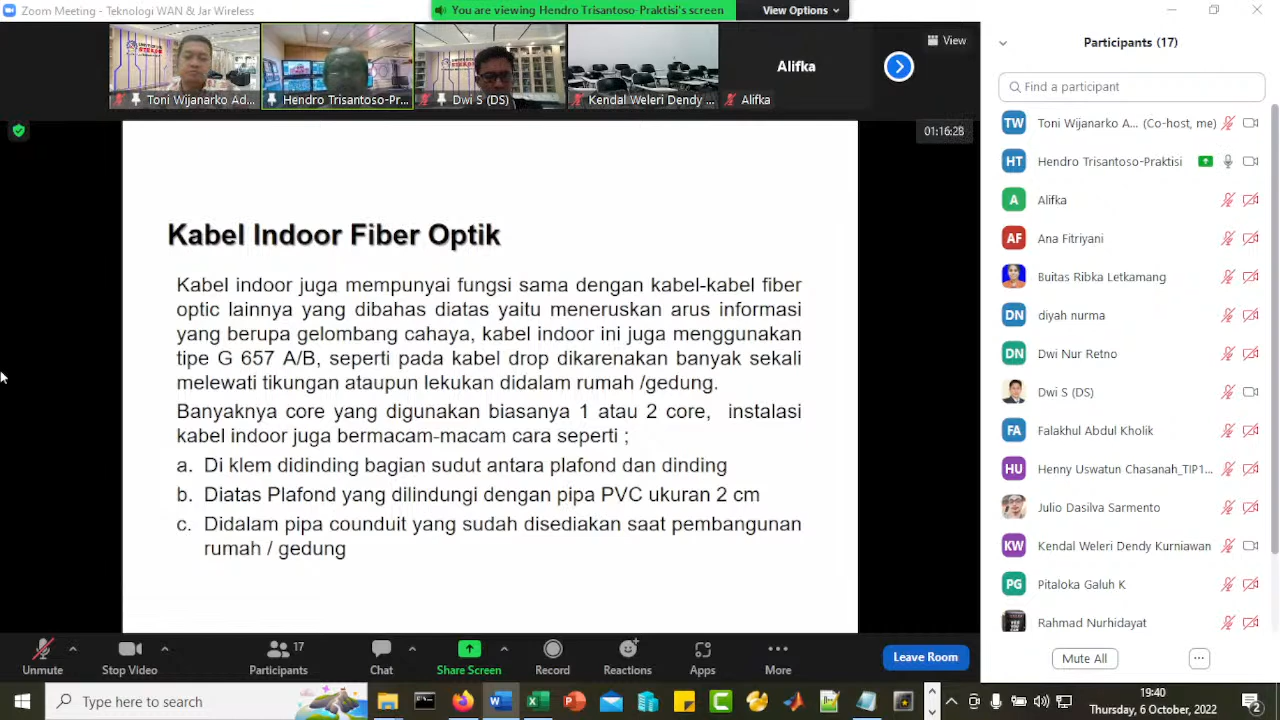 Zoom Meeting - Teknologi WAN & Jar Wireless
You are viewing Hendro Trisantoso-Praktisi's screen
View Options
Toni Wijanarko Ad...
Hendro Trisantoso-Pr...
Dwi S (DS)
Kendal Weleri Dendy ...
Alifka
Alifka
View
01:16:28
Kabel Indoor Fiber Optik
Kabel indoor juga mempunyai fungsi sama dengan kabel-kabel fiber
optic lainnya yang dibahas diatas yaitu meneruskan arus informasi
yang berupa gelombang cahaya, kabel indoor ini juga menggunakan
tipe G 657 A/B, seperti pada kabel drop dikarenakan banyak sekali
melewati tikungan ataupun lekukan didalam rumah /gedung.
Banyaknya core yang digunakan biasanya 1 atau 2 core, instalasi
kabel indoor juga bermacam-macam cara seperti ;
a. Di klem didinding bagian sudut antara plafond dan dinding
b. Diatas Plafond yang dilindungi dengan pipa PVC ukuran 2 cm
c. Didalam pipa counduit yang sudah disediakan saat pembangunan
rumah / gedung
Participants (17)
Find a participant
TW Toni Wijanarko A... (Co-host, me)
HT Hendro Trisantoso-Praktisi
A Alifka
AF Ana Fitriyani
Buitas Ribka Letkamang
DN diyah nurma
DN Dwi Nur Retno
Dwi S (DS)
FA Falakhul Abdul Kholik
HU Henny Uswatun Chasanah_TIP1...
Julio Dasilva Sarmento
KW Kendal Weleri Dendy Kurniawan
PG Pitaloka Galuh K
Rahmad Nurhidayat
Mute All
Unmute
Stop Video
17
Participants
Chat
Share Screen
Record
Reactions
Apps
More
Leave Room
Type here to search
19:40
Thursday, 6 October, 2022
2